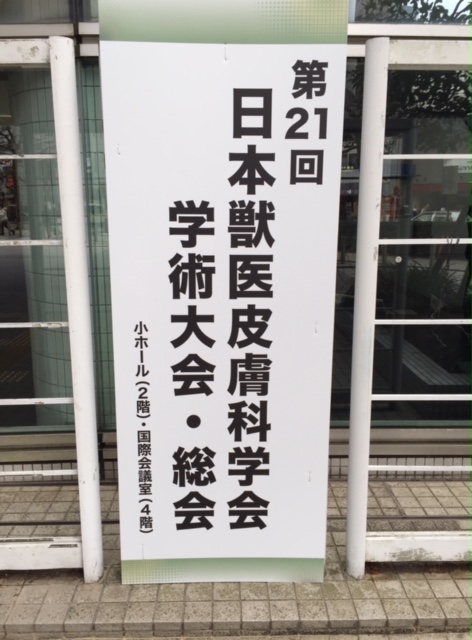 第21回
日本獣医皮膚科学会
学術大会・総会
小ホール(2階)・国際会議室(4階)